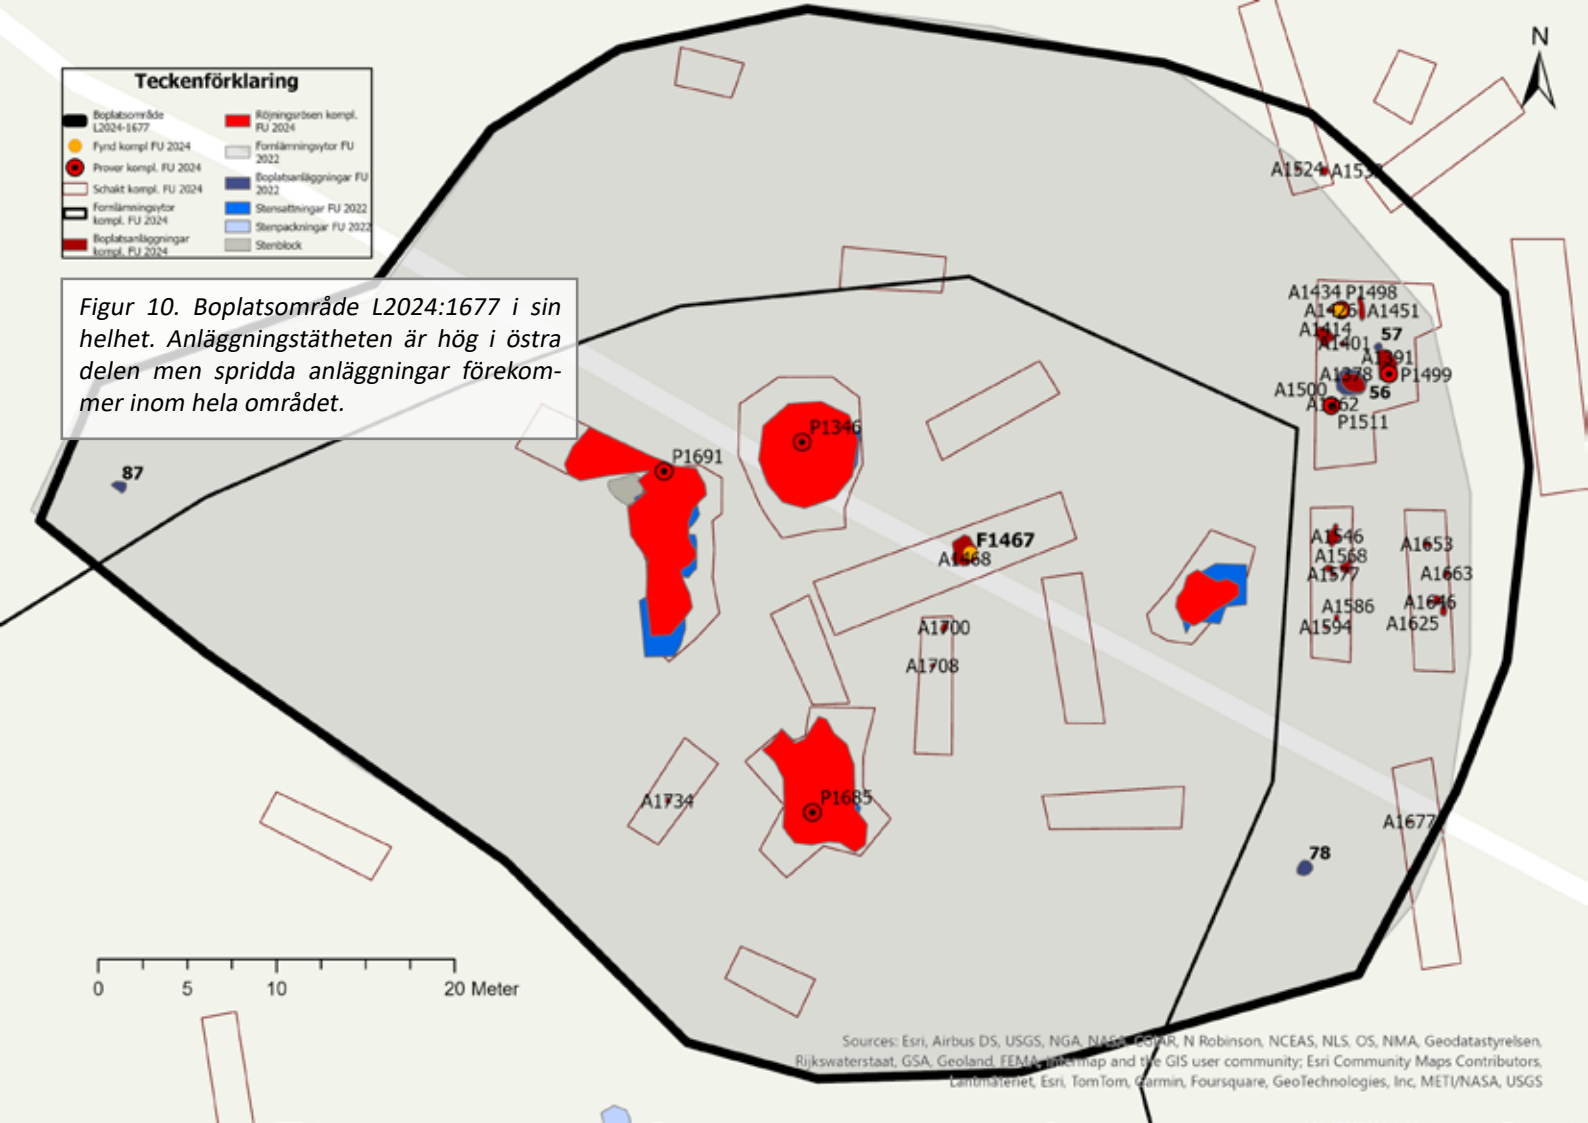 N
Teckenförklaring
Boplatsområde
L2024-1677
Fynd kompl FU 2024
Prover kompl. FU 2024
Schakt kompl. FU 2024
Fornlämningsytor
kompl. FU 2024
Boplatsanläggningar
kompl. FU 2024
Röjningsrösen kompl.
FU 2024
Fornlämningsytor FU
2022
Boplatsanläggningar FU
2022
Stensättningar FU 2022
Stenpackningar FU 2022
Stenblock
Figur 10. Boplatsområde L2024:1677 i sin
helhet. Anläggningstätheten är hög i östra
delen men spridda anläggningar förekom-
mer inom hela området.
A1524
A1434 P1498
A1451
A1414
A1401
57
A1391
A1378
P1499
A1500
56
P1511
P1346
P1691
87
F1467
A1468
A1546
A1568
A1577
A1586
A1594
A1653
A1663
A1646
A1625
A1700
A1708
A1734
P1685
A1677
78
0 5 10 20 Meter
Sources: Esri, Airbus DS, USGS, NGA, NASA, CGIAR, N Robinson, NCEAS, NLS, OS, NMA, Geodatastyrelsen,
Rijkswaterstaat, GSA, Geoland, FEMA, Intermap and the GIS user community; Esri Community Maps Contributors,
Lantmäteriet, Esri, TomTom, Garmin, Foursquare, GeoTechnologies, Inc, METI/NASA, USGS